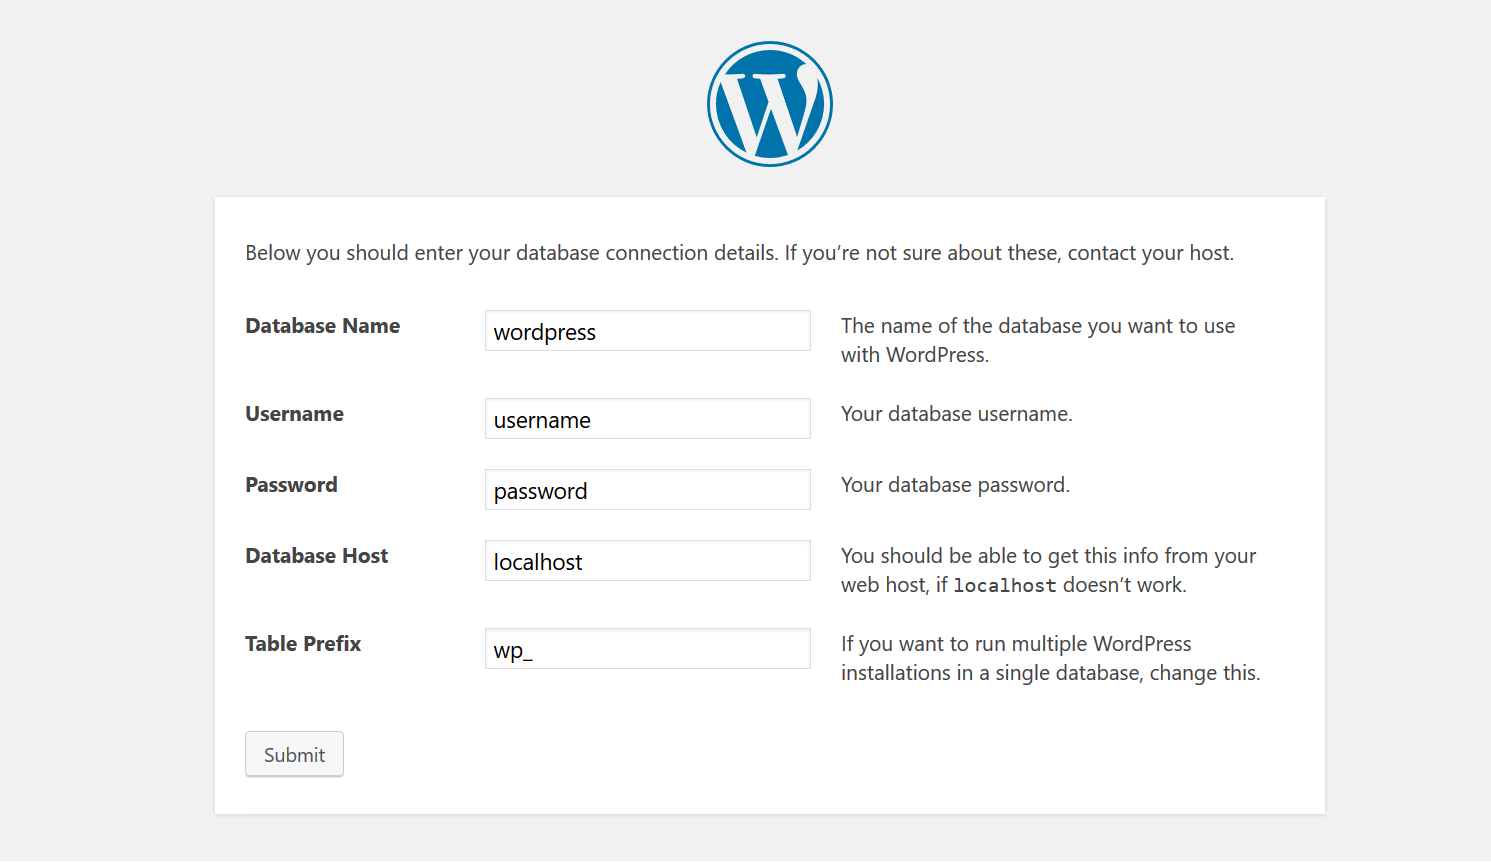 Below you should enter your database connection details. If you’re not sure about these, contact your host.
Database Name
wordpress
The name of the database you want to use
with WordPress.
Username
username
Your database username.
Password
password
Your database password.
Database Host
localhost
You should be able to get this info from your
web host, if localhost doesn’t work.
Table Prefix
wp_
If you want to run multiple WordPress
installations in a single database, change this.
Submit